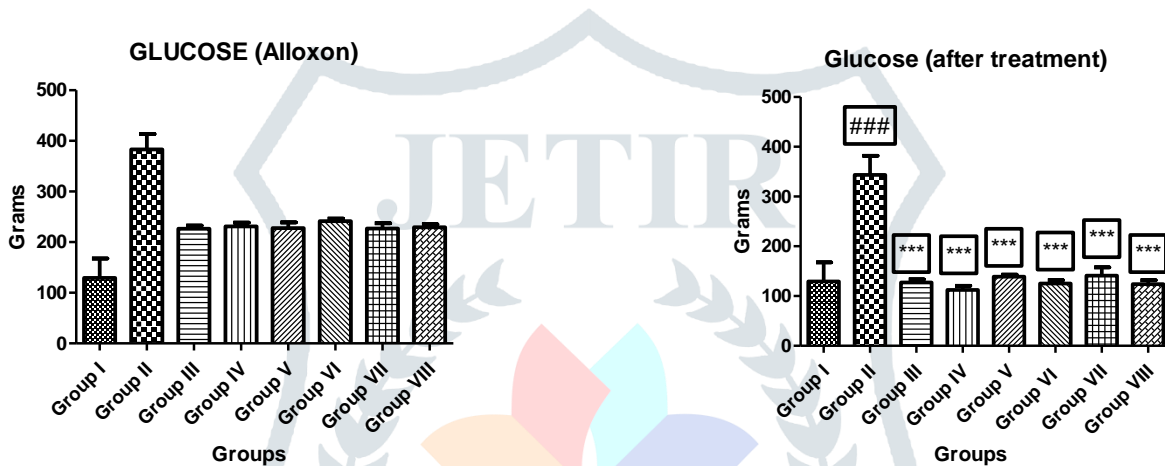 GLUCOSE (Alloxon)
500
400
300
200
100
0
Grams
Group I
Group II
Group III
Group IV
Group V
Group VI
Group VII
Group VIII
Groups
Glucose (after treatment)
500
400
300
200
100
0
Grams
###
***
***
***
***
***
***
Group I
Group II
Group III
Group IV
Group V
Group VI
Group VII
Group VIII
Groups
JETIR